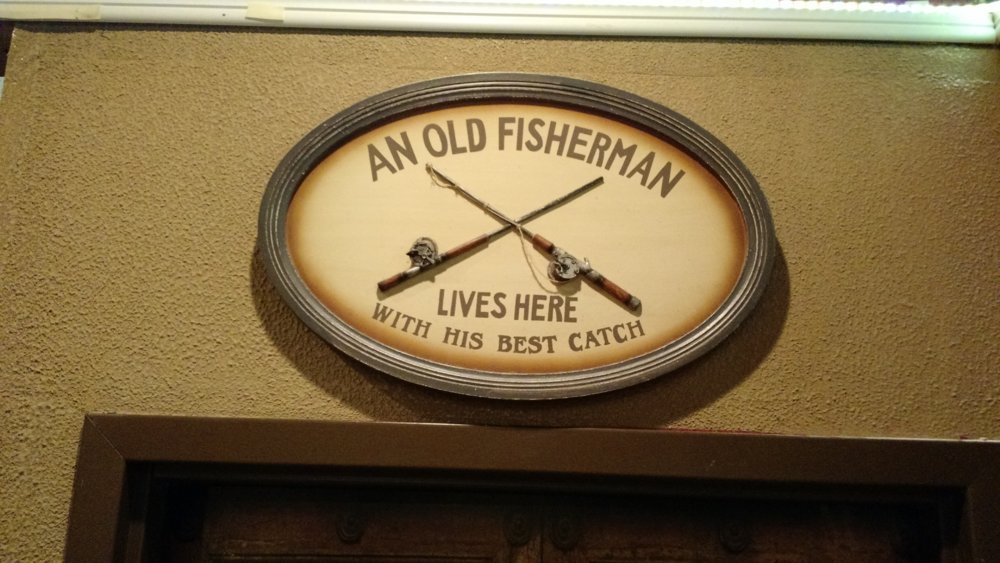 AN OLD FISHERMAN
LIVES HERE
WITH HIS BEST CATCH